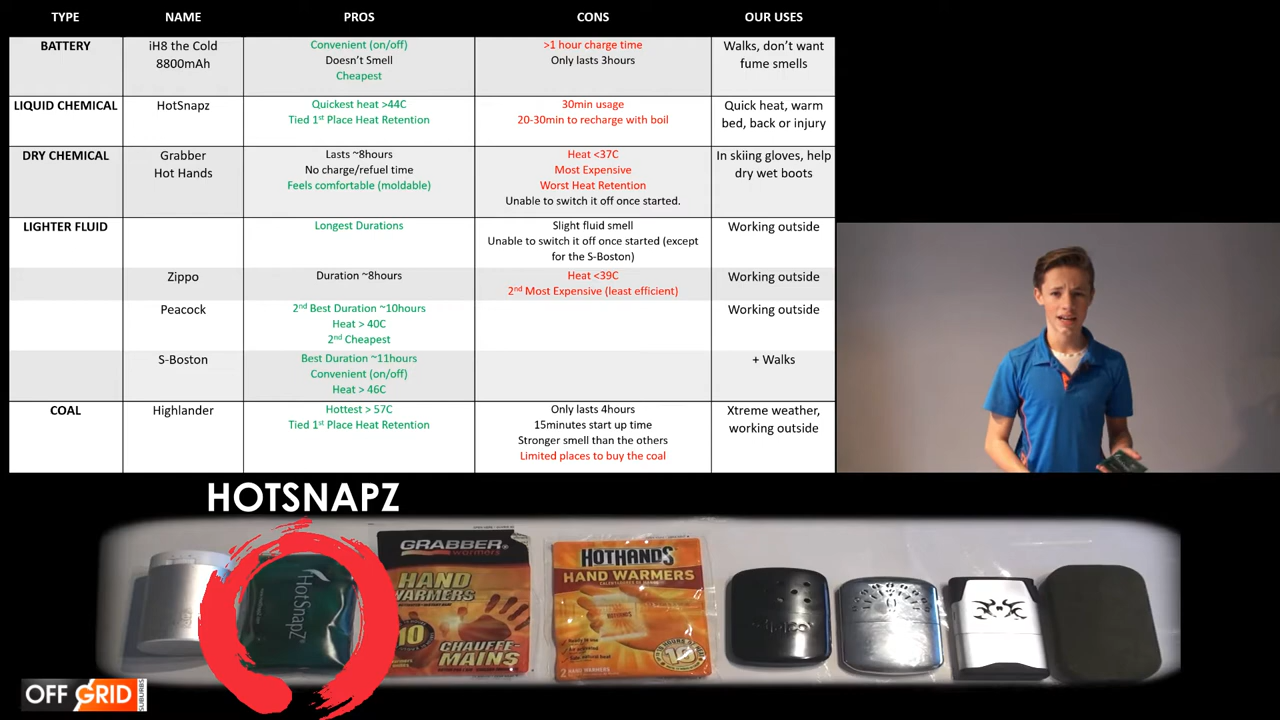 TYPE NAME PROS CONS OUR USES
BATTERY
iH8 the Cold
8800mAh
Convenient (on/off)
Doesn't Smell
Cheapest
>1 hour charge time
Only lasts 3hours
Walks, don't want
fume smells
LIQUID CHEMICAL
HotSnapz
Quickest heat >44C
Tied 1st Place Heat Retention
30min usage
20-30min to recharge with boil
Quick heat, warm
bed, back or injury
DRY CHEMICAL
Grabber
Hot Hands
Lasts ~8hours
No charge/refuel time
Feels comfortable (moldable)
Heat <37C
Most Expensive
Worst Heat Retention
Unable to switch it off once started.
In skiing gloves, help
dry wet boots
LIGHTER FLUID
Longest Durations
Slight fluid smell
Unable to switch it off once started (except
for the S-Boston)
Working outside
Zippo
Duration ~8hours
Heat <39C
2nd Most Expensive (least efficient)
Working outside
Peacock
2nd Best Duration ~10hours
Heat > 40C
2nd Cheapest
Working outside
S-Boston
Best Duration ~11hours
Convenient (on/off)
Heat > 46C
+ Walks
COAL
Highlander
Hottest > 57C
Tied 1st Place Heat Retention
Only lasts 4hours
15minutes start up time
Stronger smell than the others
Limited places to buy the coal
Xtreme weather,
working outside
HOTSNAPZ
HotSnapZ
GRABBER
warmers
HAND
WARMERS
10
CHAUFFE-
MAINS
HOTHANDS
HAND WARMERS
HOTHANDS
10
2 HAND WARMERS
OFF GRID
SUBURBS